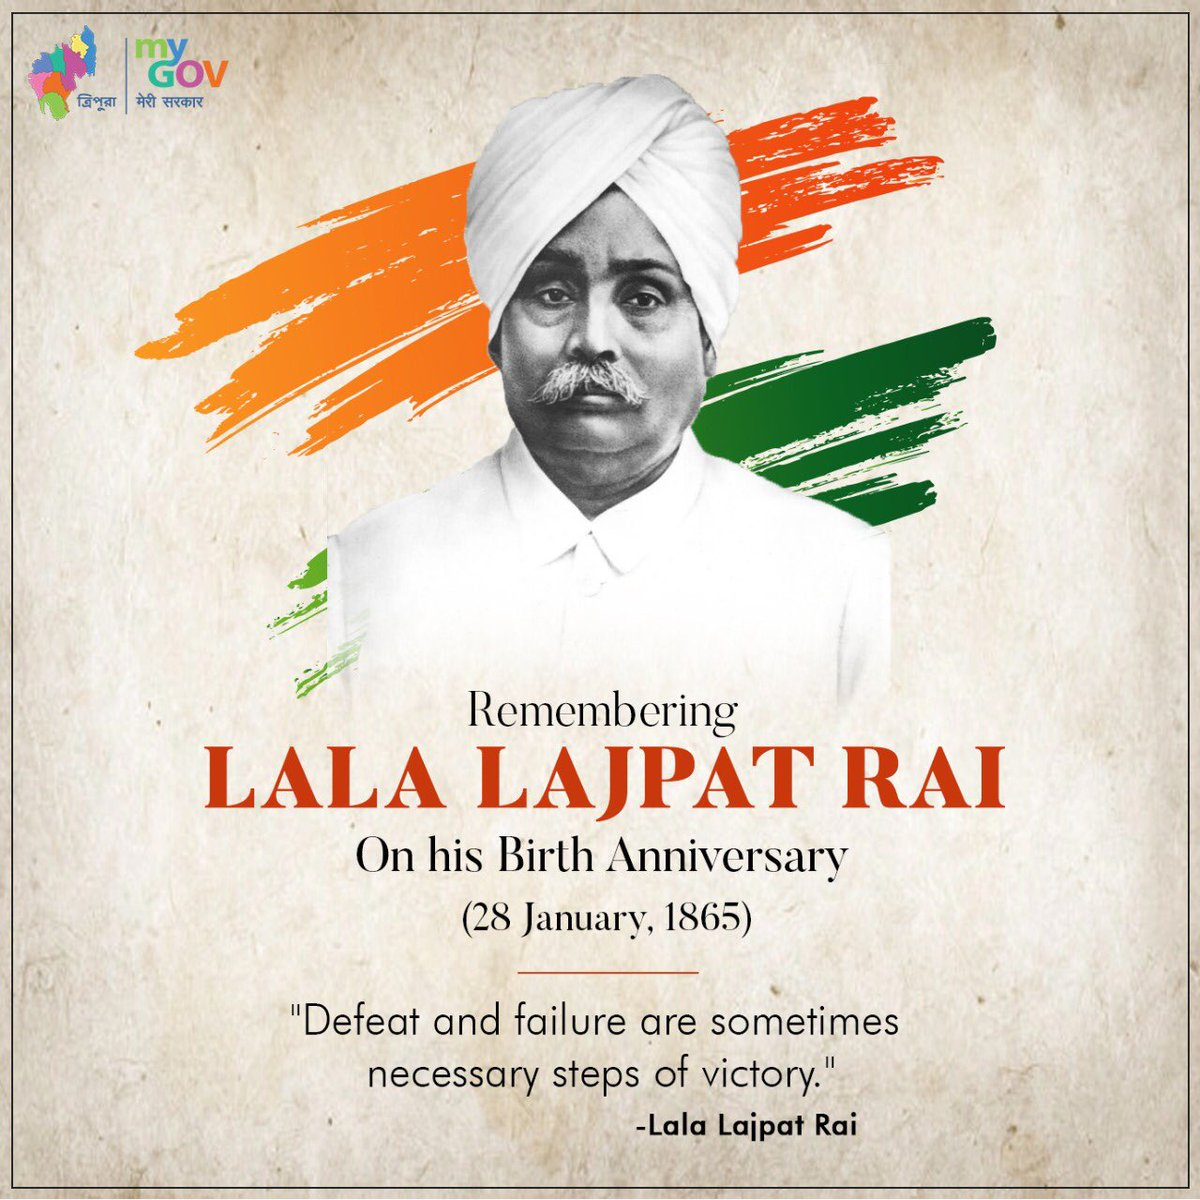 त्रिपुरा
my
GOV
मेरी सरकार
Remembering
LALA LAJPAT RAI
On his Birth Anniversary
(28 January, 1865)
"Defeat and failure are sometimes
necessary steps of victory."
-Lala Lajpat Rai